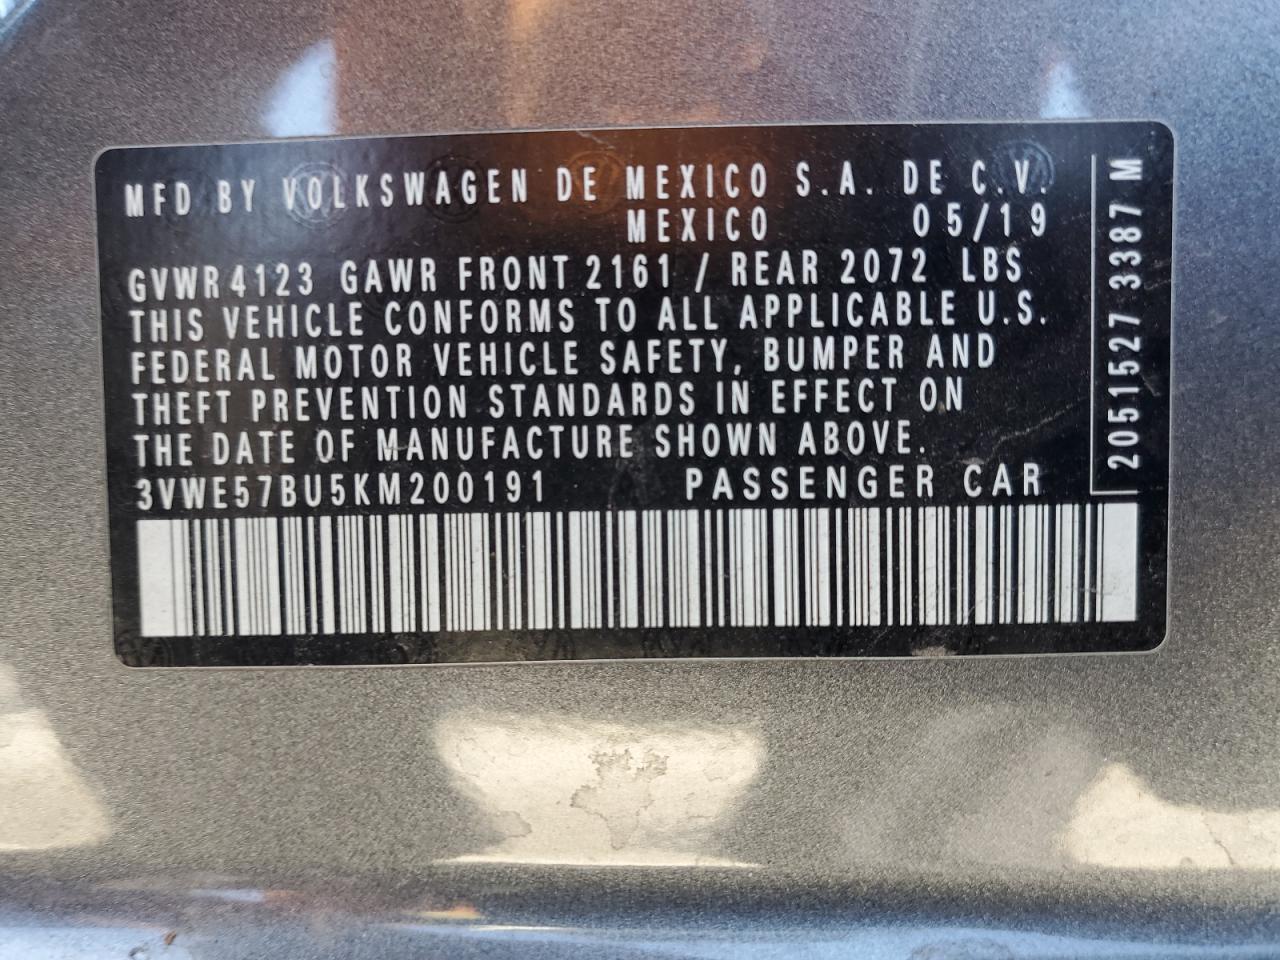 MFD BY VOLKSWAGEN DE MEXICO S.A. DE C.V.
MEXICO 05/19
GVWR 4123 GAWR FRONT 2161 / REAR 2072 LBS
THIS VEHICLE CONFORMS TO ALL APPLICABLE U.S.
FEDERAL MOTOR VEHICLE SAFETY, BUMPER AND
THEFT PREVENTION STANDARDS IN EFFECT ON
THE DATE OF MANUFACTURE SHOWN ABOVE.
3VWE57BU5KM200191 PASSENGER CAR
2051527 3387 M